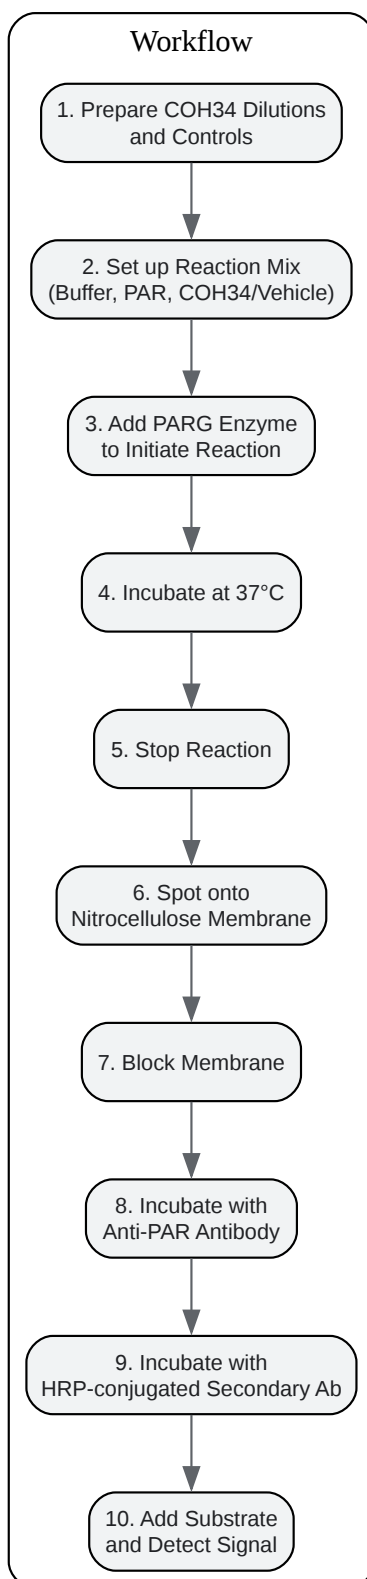 Workflow
1. Prepare COH34 Dilutions
and Controls
2. Set up Reaction Mix
(Buffer, PAR, COH34/Vehicle)
3. Add PARG Enzyme
to Initiate Reaction
4. Incubate at 37°C
5. Stop Reaction
6. Spot onto
Nitrocellulose Membrane
7. Block Membrane
8. Incubate with
Anti-PAR Antibody
9. Incubate with
HRP-conjugated Secondary Ab
10. Add Substrate
and Detect Signal